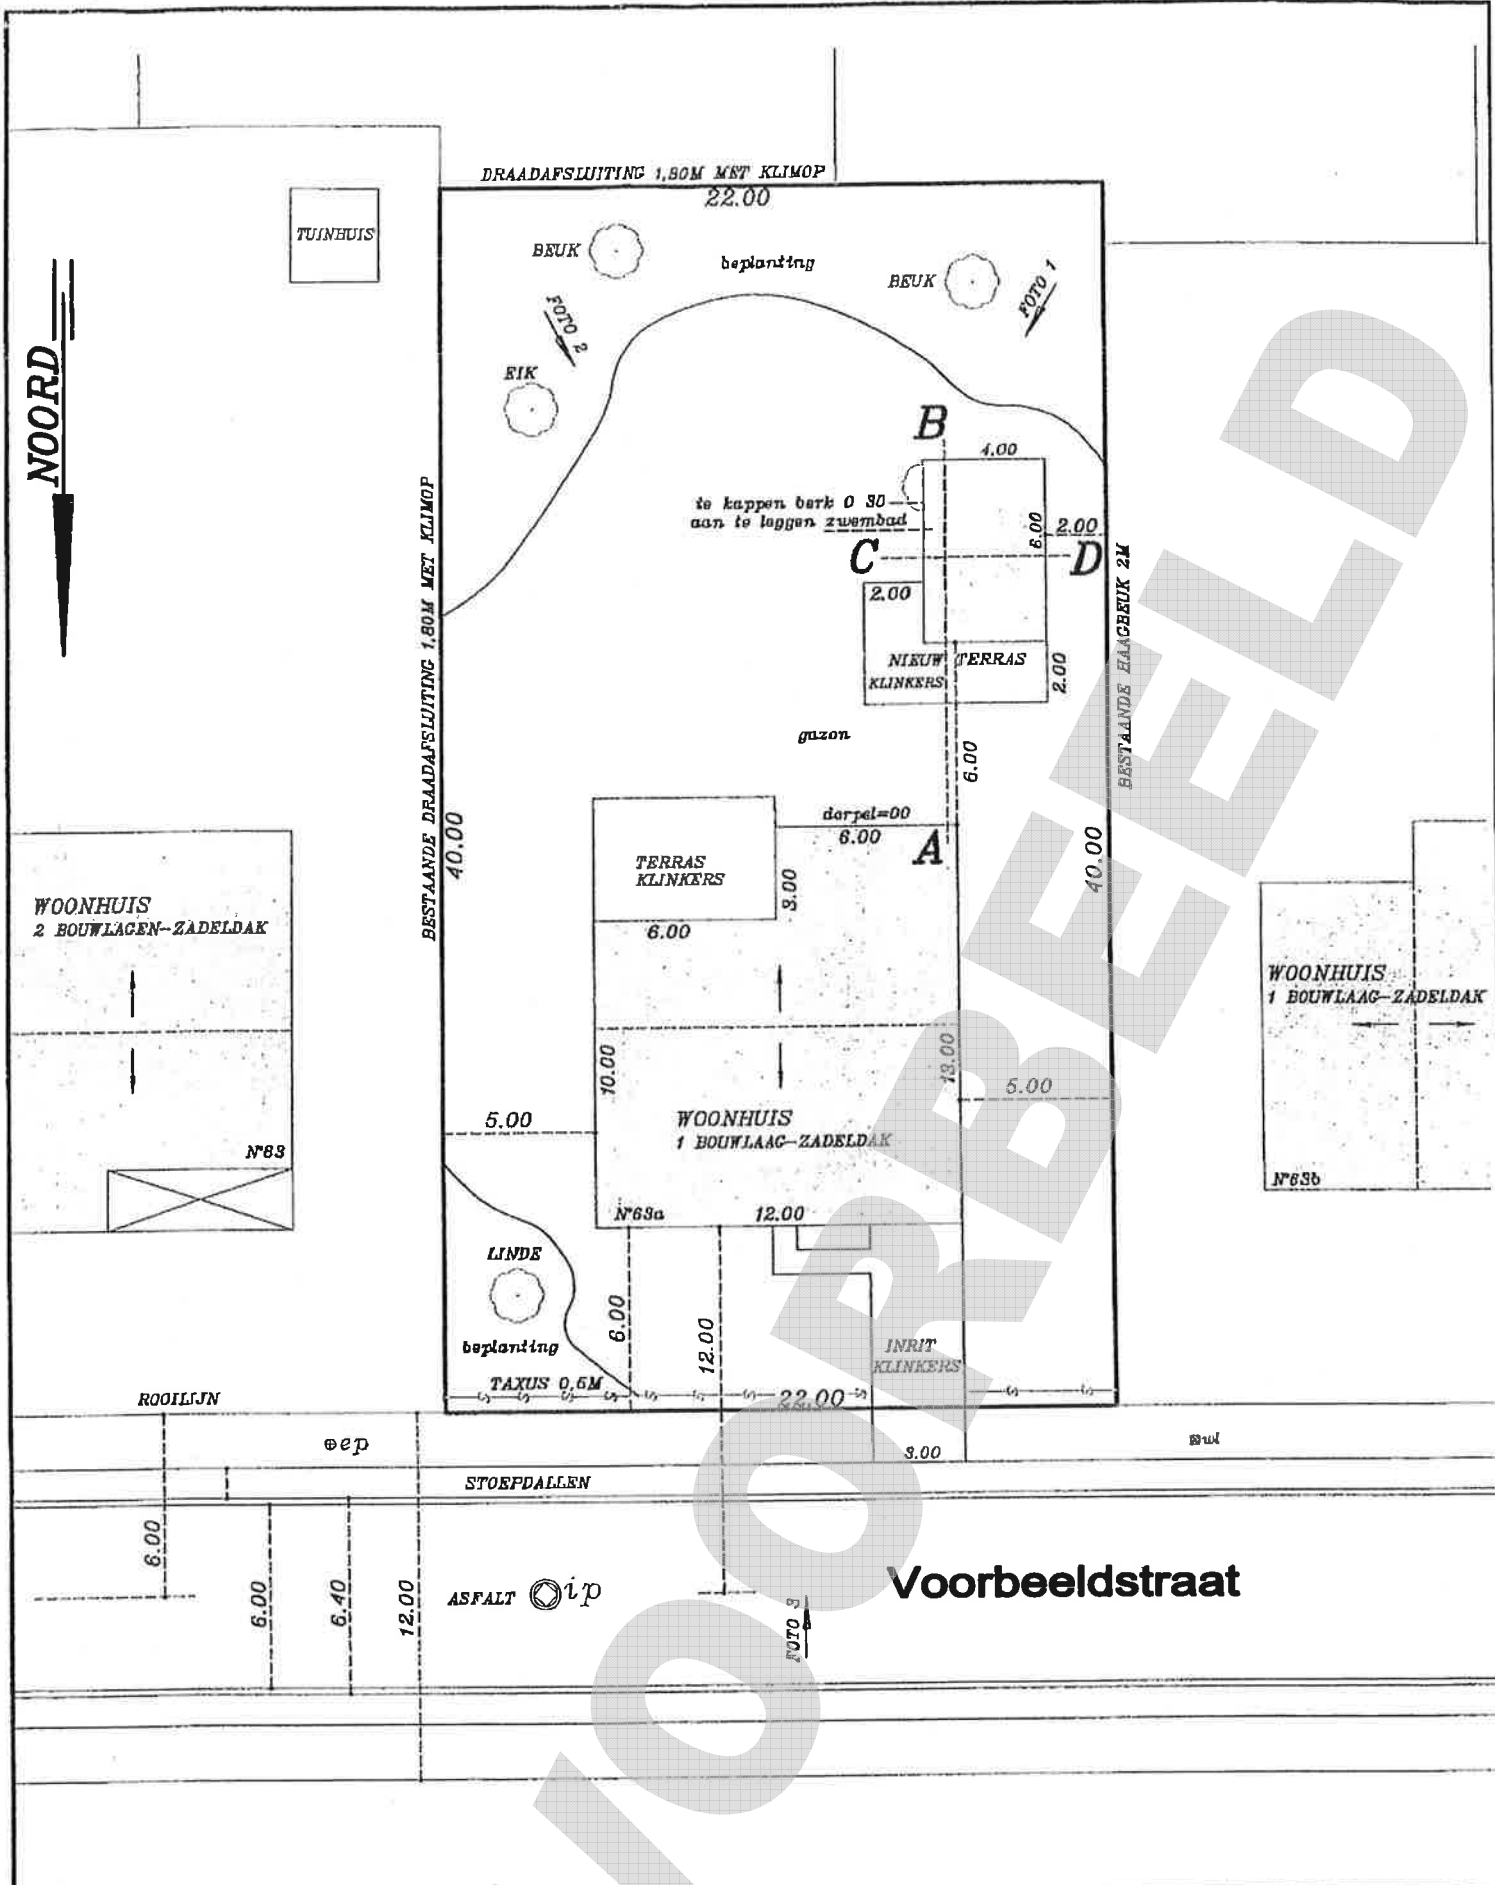 DRAADAFSLUITING 1,80M MET KLIMOP
22.00
TUINHUIS
BEUK
beplanting
BEUK
FOTO 1
FOTO 2
NOORD
EIK
B
4.00
te kappen berk O 30
aan te leggen zwembad
6.00
2.00
C
D
2.00
NIEUW TERRAS
KLINKERS
2.00
BESTAANDE DRAADAFSLUITING 1,80M MET KLIMOP
BESTAANDE HAAGBEUK 2M
gazon
6.00
dorpel=00
6.00
A
40.00
40.00
TERRAS
KLINKERS
3.00
6.00
WOONHUIS
2 BOUWLAGEN-ZADELDAK
WOONHUIS
1 BOUWLAAG-ZADELDAK
10.00
13.00
5.00
5.00
WOONHUIS
1 BOUWLAAG-ZADELDAK
N°63
N°63b
N°63a
12.00
LINDE
6.00
12.00
beplanting
INRIT
KLINKERS
TAXUS 0,6M
22.00
ROOILIJN
ep
wl
3.00
STOEPDALLEN
6.00
6.00
6.40
12.00
ASFALT
ip
Voorbeeldstraat
FOTO 3
VOORBEELD